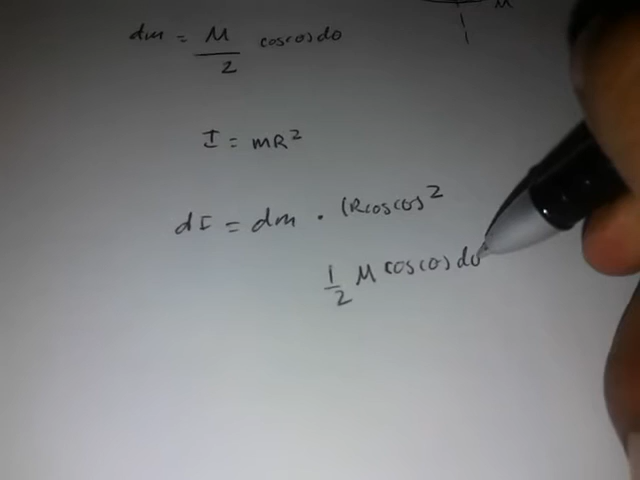 M
dm = M/2 cos(θ)dθ
I = MR²
dI = dm · (Rcos(θ))²
1/2 M cos(θ) dθ